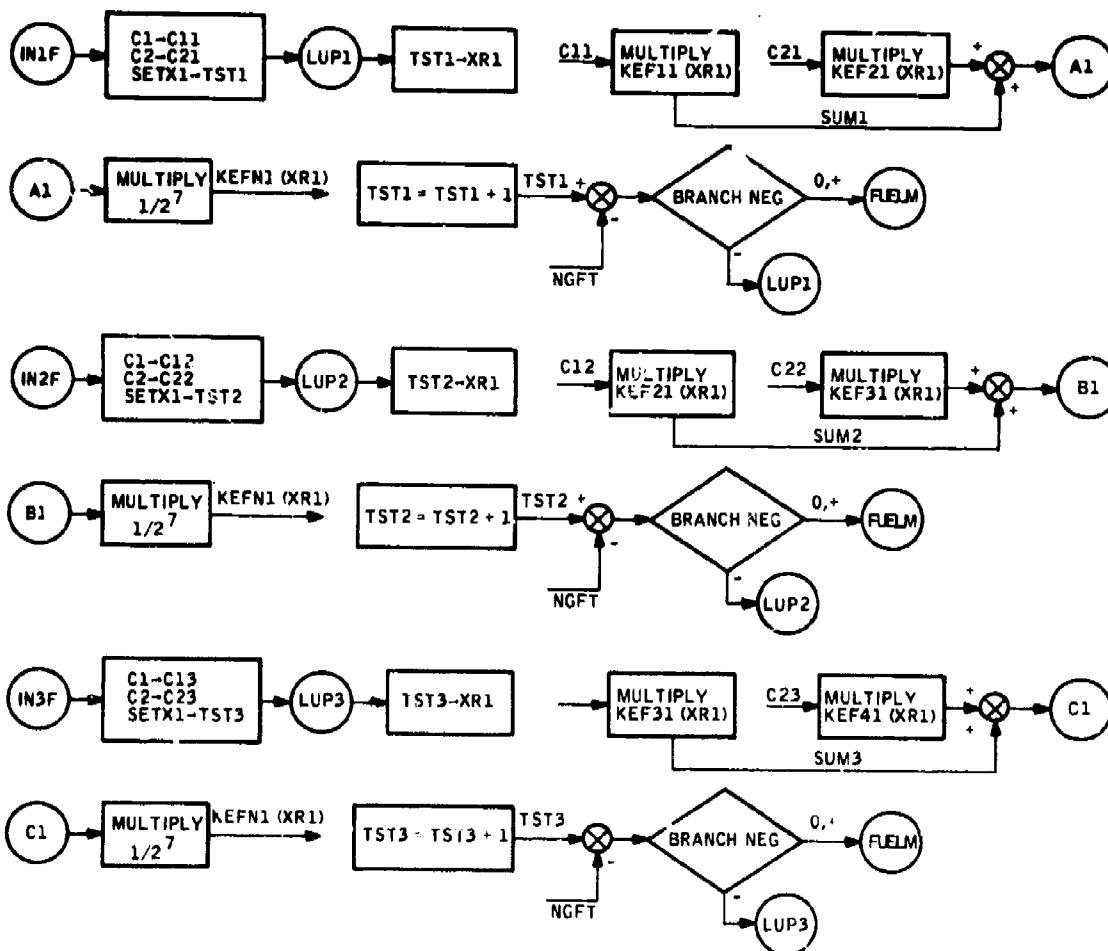 IN1F
C1→C11
C2→C21
SETX1→TST1
LUP1
TST1→XR1
C11
MULTIPLY
KEF11 (XR1)
C21
MULTIPLY
KEF21 (XR1)
+
+
A1
SUM1
A1
MULTIPLY
1/2⁷
KEFN1 (XR1)
TST1 = TST1 + 1
TST1
+
-
NGFT
BRANCH NEG
0,+
FUELM
-
LUP1
IN2F
C1→C12
C2→C22
SETX1→TST2
LUP2
TST2→XR1
C12
MULTIPLY
KEF21 (XR1)
C22
MULTIPLY
KEF31 (XR1)
+
+
B1
SUM2
B1
MULTIPLY
1/2⁷
KEFN1 (XR1)
TST2 = TST2 + 1
TST2
+
-
NGFT
BRANCH NEG
0,+
FUELM
-
LUP2
IN3F
C1→C13
C2→C23
SETX1→TST3
LUP3
TST3→XR1
MULTIPLY
KEF31 (XR1)
C23
MULTIPLY
KEF41 (XR1)
+
+
C1
SUM3
C1
MULTIPLY
1/2⁷
KEFN1 (XR1)
TST3 = TST3 + 1
TST3
-
NGFT
BRANCH NEG
0,+
FUELM
-
LUP3